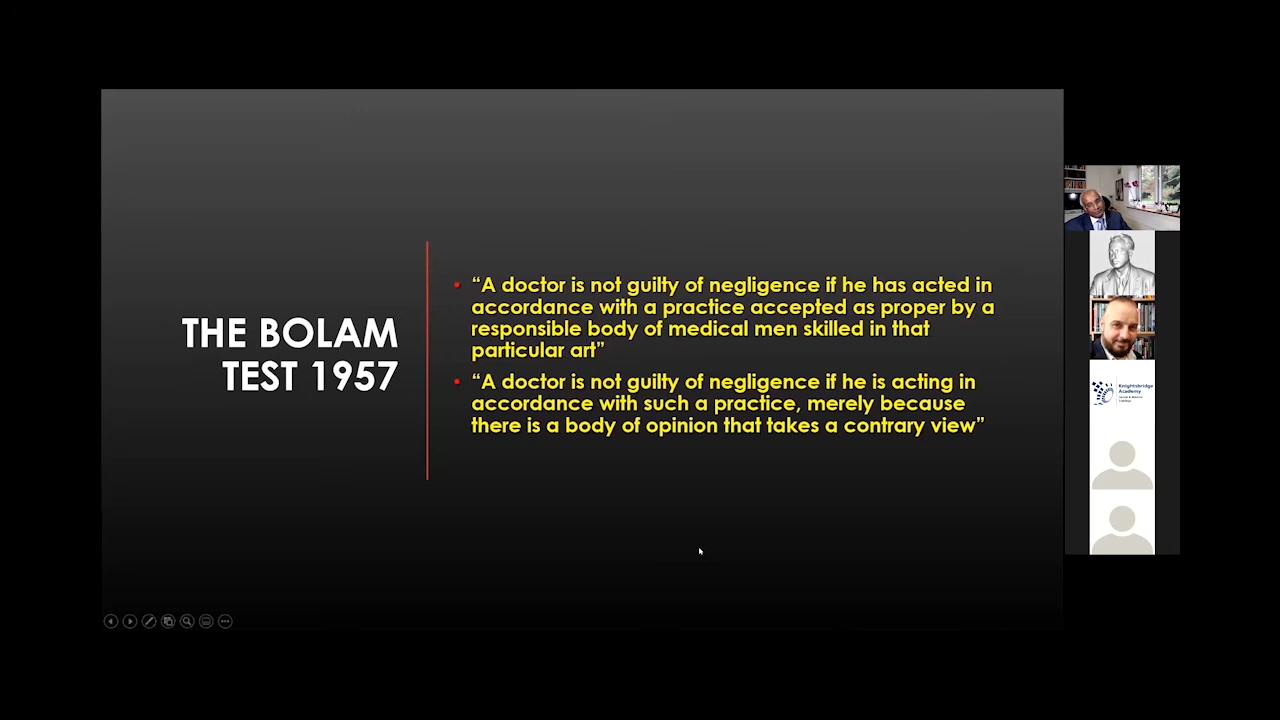 THE BOLAM
TEST 1957
• “A doctor is not guilty of negligence if he has acted in
accordance with a practice accepted as proper by a
responsible body of medical men skilled in that
particular art”
• “A doctor is not guilty of negligence if he is acting in
accordance with such a practice, merely because
there is a body of opinion that takes a contrary view”
Knightsbridge
Academy